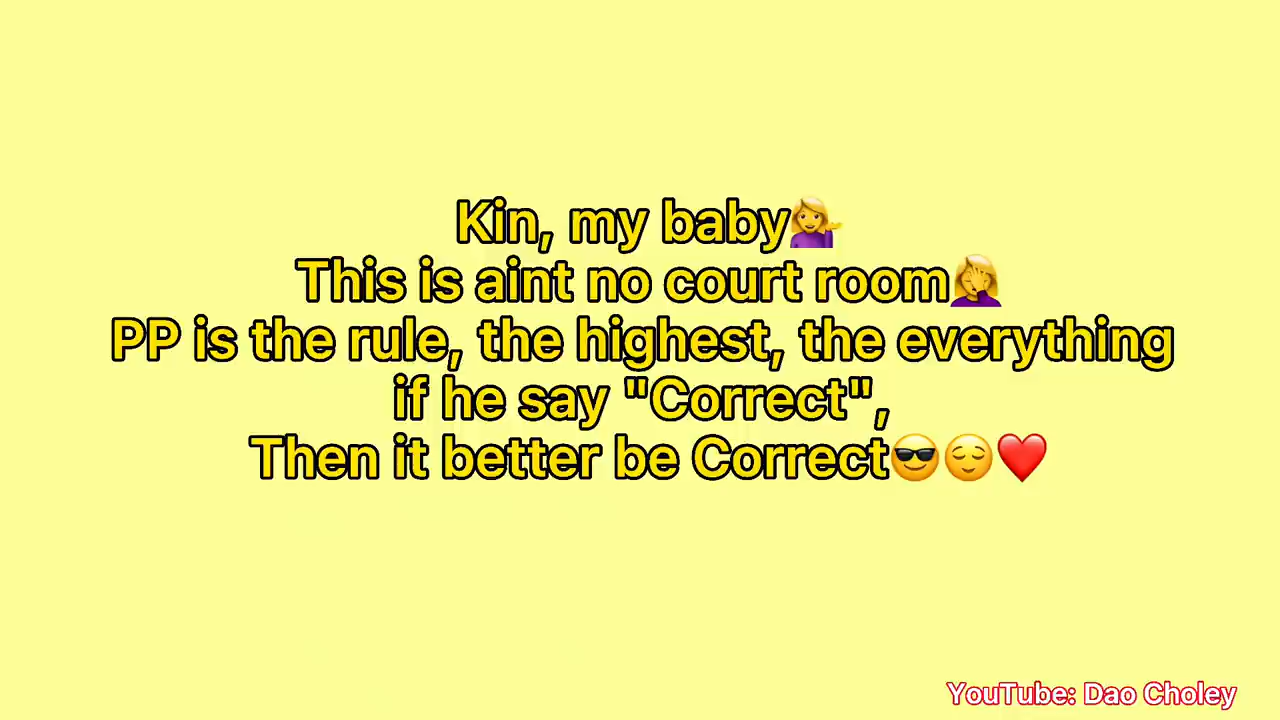 Kin, my baby💁‍♀️
This is aint no court room🤦‍♀️
PP is the rule, the highest, the everything
if he say "Correct",
Then it better be Correct😎😌❤️
YouTube: Dao Choley